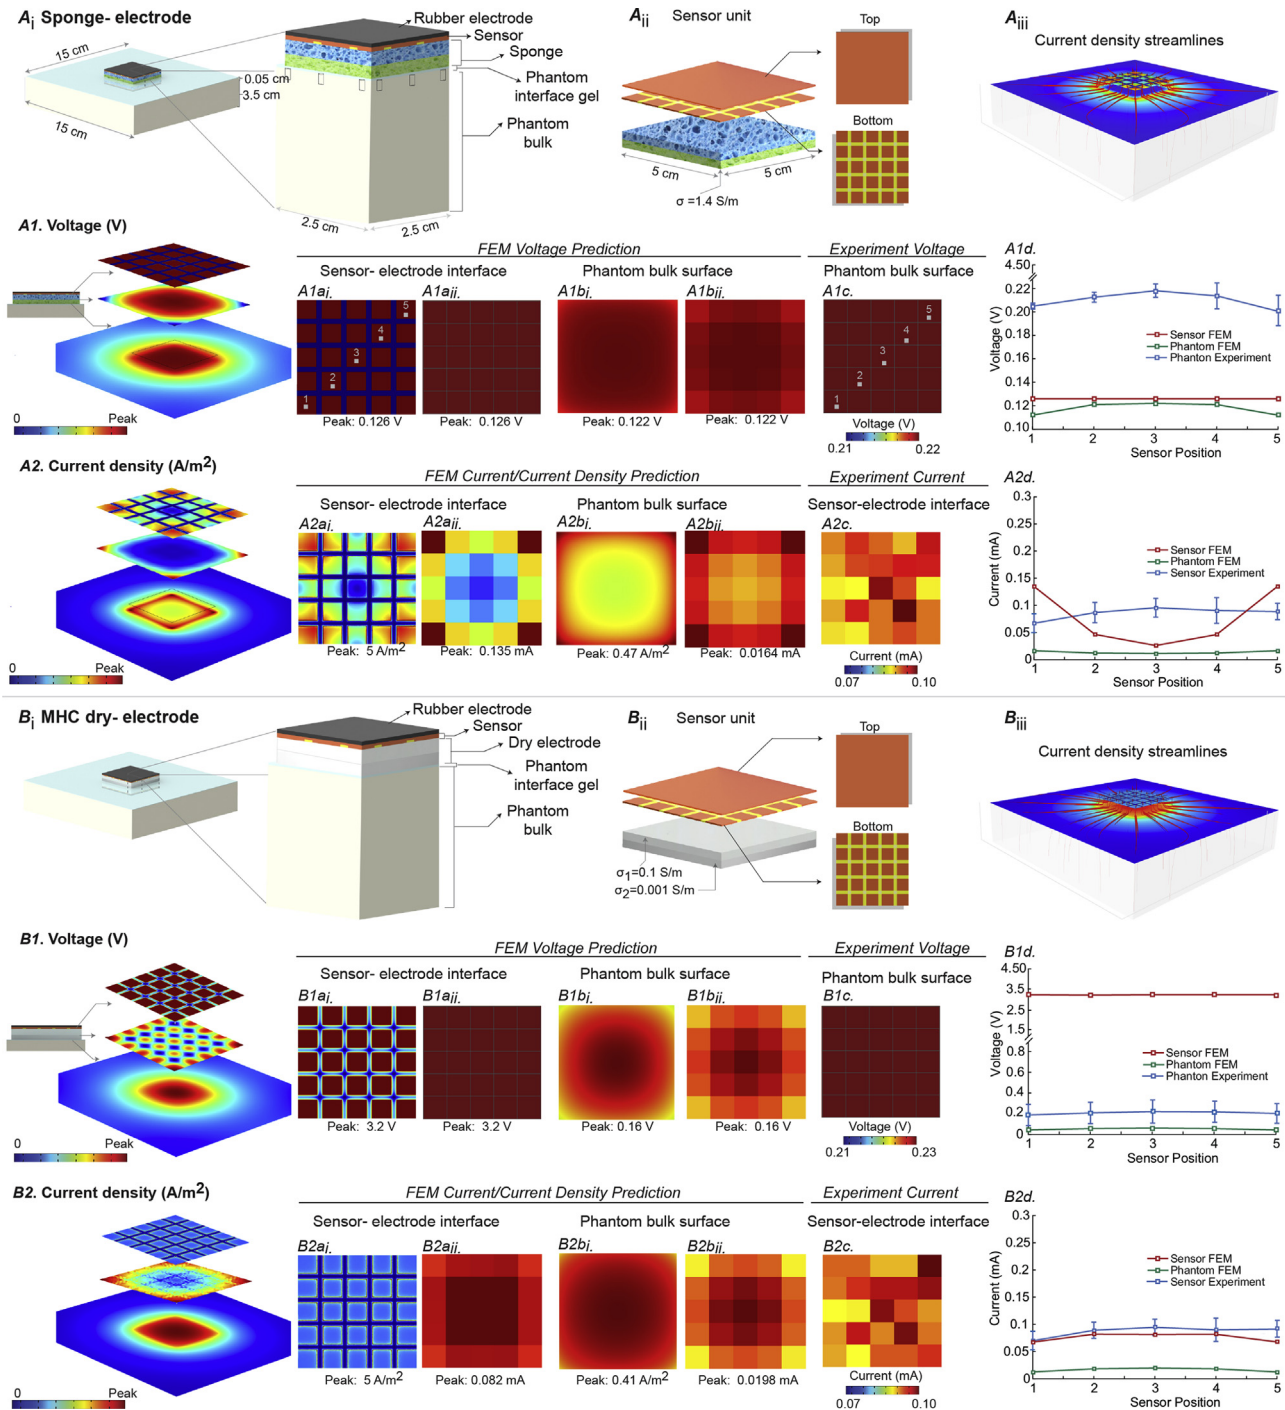 Ai Sponge- electrode
15 cm
15 cm
0.05 cm
3.5 cm
Rubber electrode
Sensor
Sponge
Phantom
interface gel
Phantom
bulk
2.5 cm
2.5 cm
Aii Sensor unit
Top
Bottom
5 cm
5 cm
σ =1.4 S/m
Aiii
Current density streamlines
A1. Voltage (V)
0
Peak
FEM Voltage Prediction
Sensor- electrode interface
Phantom bulk surface
A1ai.
1
2
3
4
5
Peak: 0.126 V
A1aii.
Peak: 0.126 V
A1bi.
Peak: 0.122 V
A1bii.
Peak: 0.122 V
Experiment Voltage
Phantom bulk surface
A1c.
1
2
3
4
5
Voltage (V)
0.21
0.22
A1d.
4.50
0.22
0.20
0.16
0.14
0.12
0.10
Voltage (V)
Sensor FEM
Phantom FEM
Phanton Experiment
1 2 3 4 5
Sensor Position
A2. Current density (A/m2)
0
Peak
FEM Current/Current Density Prediction
Sensor- electrode interface
Phantom bulk surface
A2ai.
Peak: 5 A/m2
A2aii.
Peak: 0.135 mA
A2bi.
Peak: 0.47 A/m2
A2bii.
Peak: 0.0164 mA
Experiment Current
Sensor-electrode interface
A2c.
Current (mA)
0.07
0.10
A2d.
0.3
0.25
0.2
0.15
0.1
0.05
0
Current (mA)
Sensor FEM
Phantom FEM
Sensor Experiment
1 2 3 4 5
Sensor Position
Bi MHC dry- electrode
Rubber electrode
Sensor
Dry electrode
Phantom
interface gel
Phantom
bulk
Bii Sensor unit
Top
Bottom
σ1=0.1 S/m
σ2=0.001 S/m
Biii
Current density streamlines
B1. Voltage (V)
0
Peak
FEM Voltage Prediction
Sensor- electrode interface
Phantom bulk surface
B1ai.
Peak: 3.2 V
B1aii.
Peak: 3.2 V
B1bi.
Peak: 0.16 V
B1bii.
Peak: 0.16 V
Experiment Voltage
Phantom bulk surface
B1c.
Voltage (V)
0.21
0.23
B1d.
4.50
3.5
2.5
1.5
0.8
0.6
0.4
0.2
0
Voltage (V)
Sensor FEM
Phantom FEM
Phanton Experiment
1 2 3 4 5
Sensor Position
B2. Current density (A/m2)
0
Peak
FEM Current/Current Density Prediction
Sensor- electrode interface
Phantom bulk surface
B2ai.
Peak: 5 A/m2
B2aii.
Peak: 0.082 mA
B2bi.
Peak: 0.41 A/m2
B2bii.
Peak: 0.0198 mA
Experiment Current
Sensor-electrode interface
B2c.
Current (mA)
0.07
0.10
B2d.
0.3
0.25
0.2
0.15
0.1
0.05
0
Current (mA)
Sensor FEM
Phantom FEM
Sensor Experiment
1 2 3 4 5
Sensor Position